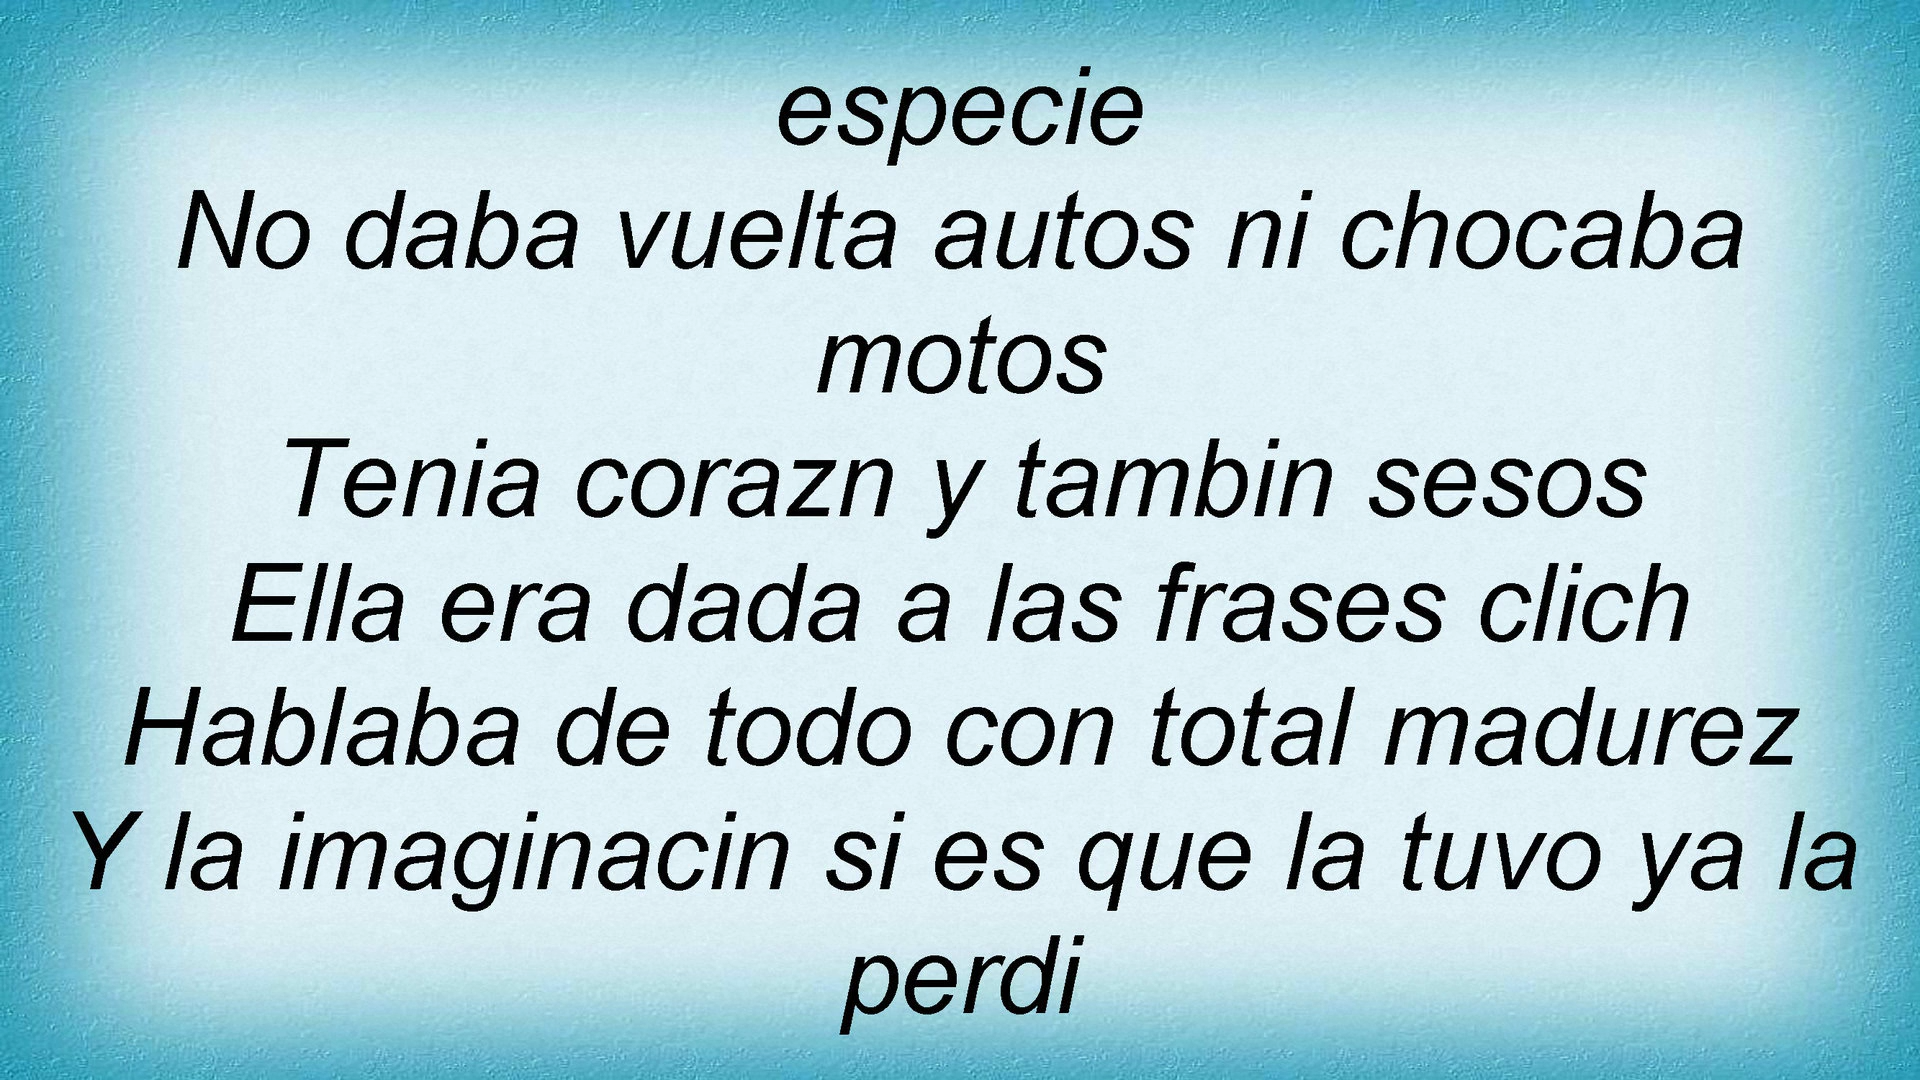 especie
No daba vuelta autos ni chocaba
motos
Tenia corazn y tambin sesos
Ella era dada a las frases clich
Hablaba de todo con total madurez
Y la imaginacin si es que la tuvo ya la
perdi